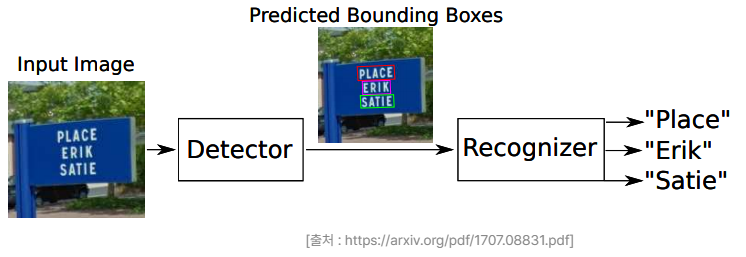 Predicted Bounding Boxes
Input Image
PLACE
ERIK
SATIE
Detector
PLACE
ERIK
SATIE
Recognizer
"Place"
"Erik"
"Satie"
[출처 : https://arxiv.org/pdf/1707.08831.pdf]